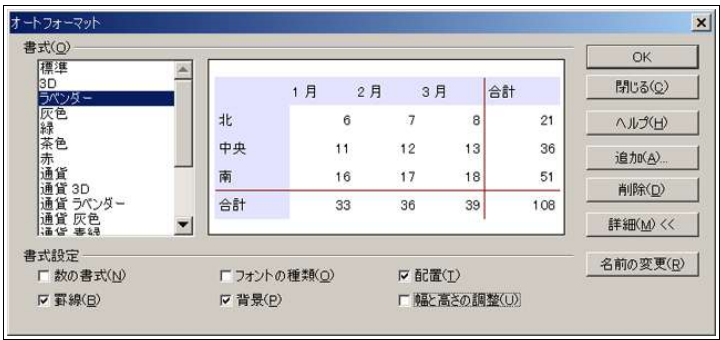 オートフォーマット
書式(O)
標準
3D
ラベンダー
灰色
緑
茶色
赤
通貨
通貨 3D
通貨 ラベンダー
通貨 灰色
通貨 青緑
1 月 2 月 3 月 合計
北 6 7 8 21
中央 11 12 13 36
南 16 17 18 51
合計 33 36 39 108
OK
閉じる(C)
ヘルプ(H)
追加(A)...
削除(D)
詳細(M) <<
名前の変更(R)
書式設定
数の書式(N) フォントの種類(O) 配置(T)
罫線(B) 背景(P) 幅と高さの調整(U)